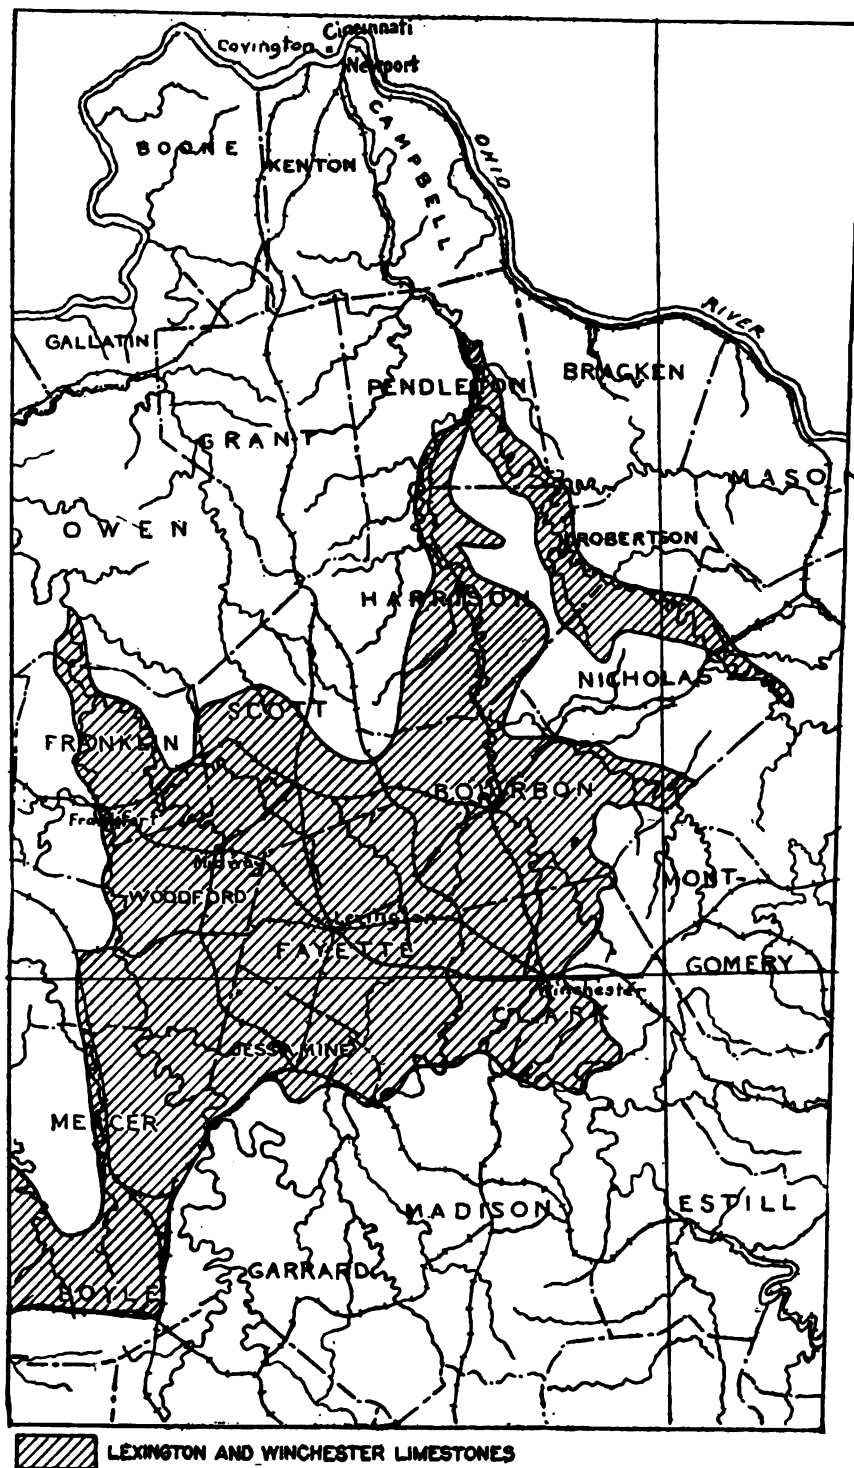 Cincinnati
Covington
Newport
CAMPBELL
OHIO
BOONE
KENTON
RIVER
GALLATIN
PENDLETON
BRACKEN
GRANT
MASO
OWEN
ROBERTSON
HARRISON
NICHOLAS
SCOTT
FRANKLIN
BOURBON
Frankfort
Midway
MONT-
WOODFORD
Lexington
FAYETTE
GOMERY
Winchester
CLARK
JESSAMINE
MERCER
MADISON
ESTILL
GARRARD
BOYLE
LEXINGTON AND WINCHESTER LIMESTONES